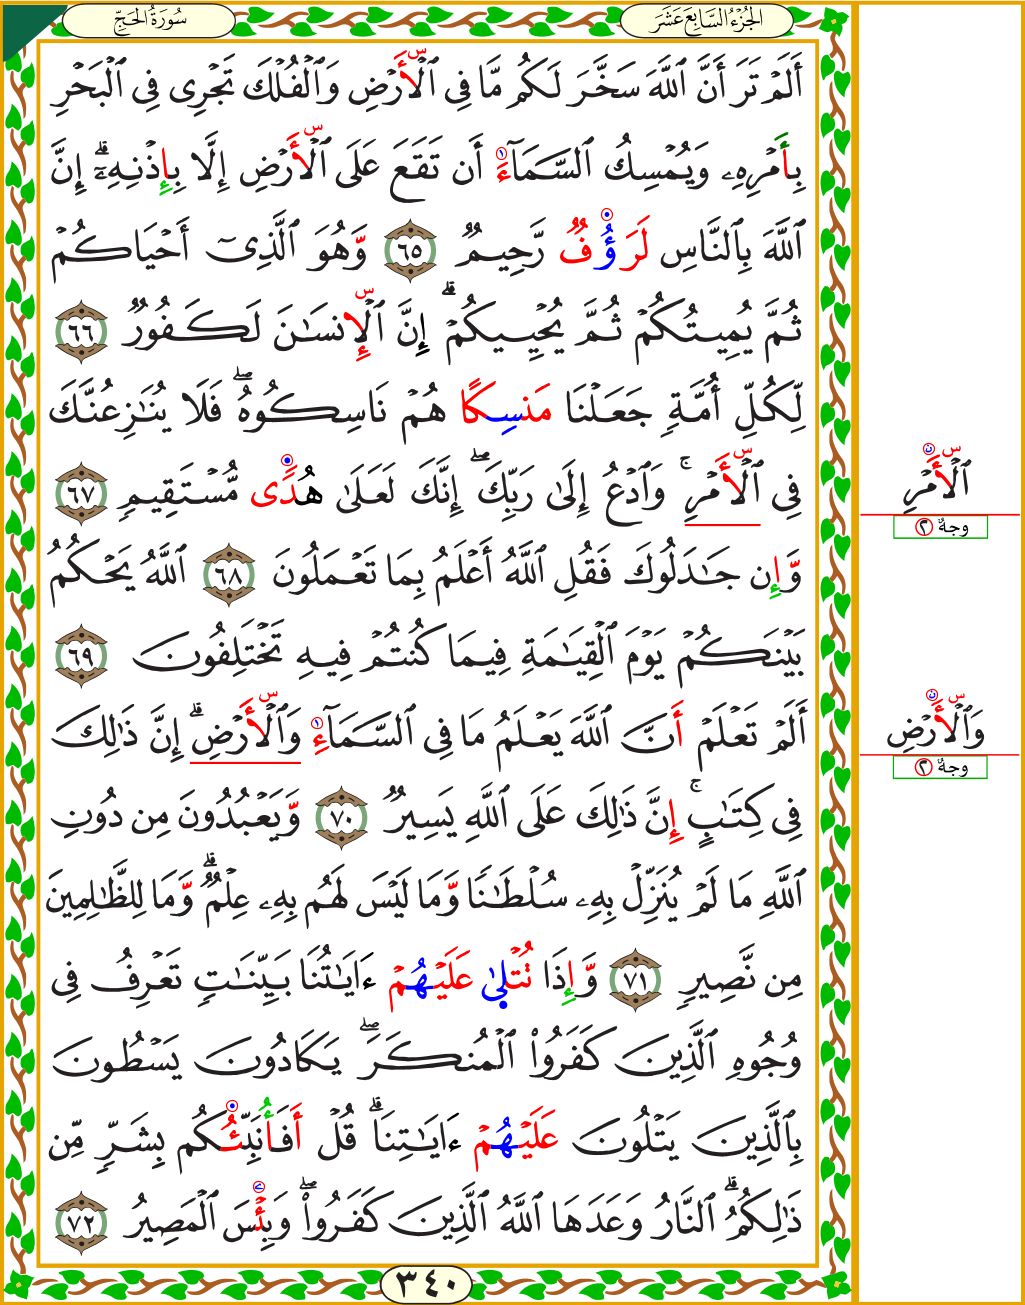 الجُزْءُ السَّابِعَ عَشَرَ
سُورَةُ الحَجِّ
أَلَمْ تَرَ أَنَّ ٱللَّهَ سَخَّرَ لَكُم مَّا فِى ٱلْأَرْضِ وَٱلْفُلْكَ تَجْرِى فِى ٱلْبَحْرِ
بِأَمْرِهِۦ وَيُمْسِكُ ٱلسَّمَآءَ أَن تَقَعَ عَلَى ٱلْأَرْضِ إِلَّا بِإِذْنِهِۦٓ ۗ إِنَّ
ٱللَّهَ بِٱلنَّاسِ لَرَؤُفٌ رَّحِيمٌ ٦٥ وَّهُوَ ٱلَّذِىٓ أَحْيَاكُمْ
ثُمَّ يُمِيتُكُمْ ثُمَّ يُحْيِيكُمْ ۗ إِنَّ ٱلْإِنسَـٰنَ لَكَفُورٌ ٦٦
لِّكُلِّ أُمَّةٍ جَعَلْنَا مَنسِكًا هُمْ نَاسِكُوهُ ۖ فَلَا يُنَـٰزِعُنَّكَ
فِى ٱلْأَمْرِ ۚ وَٱدْعُ إِلَىٰ رَبِّكَ ۖ إِنَّكَ لَعَلَىٰ هُدًى مُّسْتَقِيمٍ ٦٧
وَّإِن جَـٰدَلُوكَ فَقُلِ ٱللَّهُ أَعْلَمُ بِمَا تَعْمَلُونَ ٦٨ ٱللَّهُ يَحْكُمُ
بَيْنَكُمْ يَوْمَ ٱلْقِيَـٰمَةِ فِيمَا كُنتُمْ فِيهِ تَخْتَلِفُونَ ٦٩
أَلَمْ تَعْلَمْ أَنَّ ٱللَّهَ يَعْلَمُ مَا فِى ٱلسَّمَآءِ وَٱلْأَرْضِ ۗ إِنَّ ذَٰلِكَ
فِى كِتَـٰبٍ ۚ إِنَّ ذَٰلِكَ عَلَى ٱللَّهِ يَسِيرٌ ٧٠ وَّيَعْبُدُونَ مِن دُونِ
ٱللَّهِ مَا لَمْ يُنَزِّلْ بِهِۦ سُلْطَـٰنًا وَّمَا لَيْسَ لَهُم بِهِۦ عِلْمٌ ۗ وَّمَا لِلظَّـٰلِمِينَ
مِن نَّصِيرٍ ٧١ وَّإِذَا تُتْلَىٰ عَلَيْهُمْ ءَايَـٰتُنَا بَيِّنَـٰتٍ تَعْرِفُ فِى
وُجُوهِ ٱلَّذِينَ كَفَرُوا۟ ٱلْمُنكَرَ ۖ يَكَادُونَ يَسْطُونَ
بِٱلَّذِينَ يَتْلُونَ عَلَيْهُمْ ءَايَـٰتِنَا ۗ قُلْ أَفَأُنَبِّئُكُم بِشَرٍّ مِّن
ذَٰلِكُمُ ۗ ٱلنَّارُ وَعَدَهَا ٱللَّهُ ٱلَّذِينَ كَفَرُوا۟ ۖ وَبِئْسَ ٱلْمَصِيرُ ٧٢
٣٤٠
ٱلْأَمْرِ
وجهٌ ٢
وَٱلْأَرْضِ
وجهٌ ٢